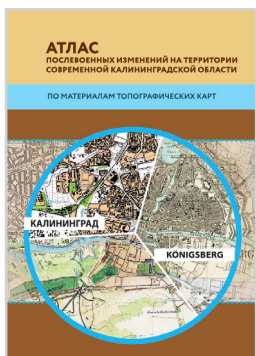 АТЛАС
ПОСЛЕВОЕННЫХ ИЗМЕНЕНИЙ НА ТЕРРИТОРИИ
СОВРЕМЕННОЙ КАЛИНИНГРАДСКОЙ ОБЛАСТИ
ПО МАТЕРИАЛАМ ТОПОГРАФИЧЕСКИХ КАРТ
КАЛИНИНГРАД
KÖNIGSBERG